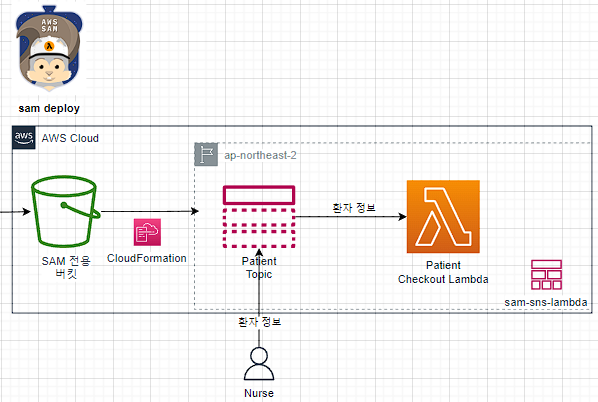 AWS
SAM
sam deploy
aws
AWS Cloud
ap-northeast-2
환자 정보
SAM 전용
버킷
CloudFormation
Patient
Topic
Patient
Checkout Lambda
sam-sns-lambda
환자 정보
Nurse